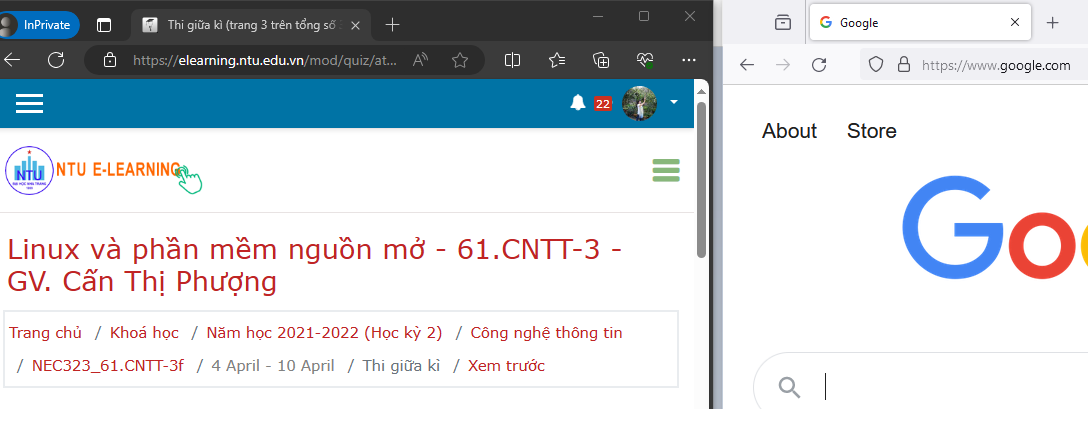 InPrivate
Thi giữa kì (trang 3 trên tổng số
https://elearning.ntu.edu.vn/mod/quiz/at...
22
NTU
NTU E-LEARNING
Linux và phần mềm nguồn mở - 61.CNTT-3 -
GV. Cấn Thị Phượng
Trang chủ / Khoá học / Năm học 2021-2022 (Học kỳ 2) / Công nghệ thông tin
/ NEC323_61.CNTT-3f / 4 April - 10 April / Thi giữa kì / Xem trước
Google
https://www.google.com
About Store
Goo